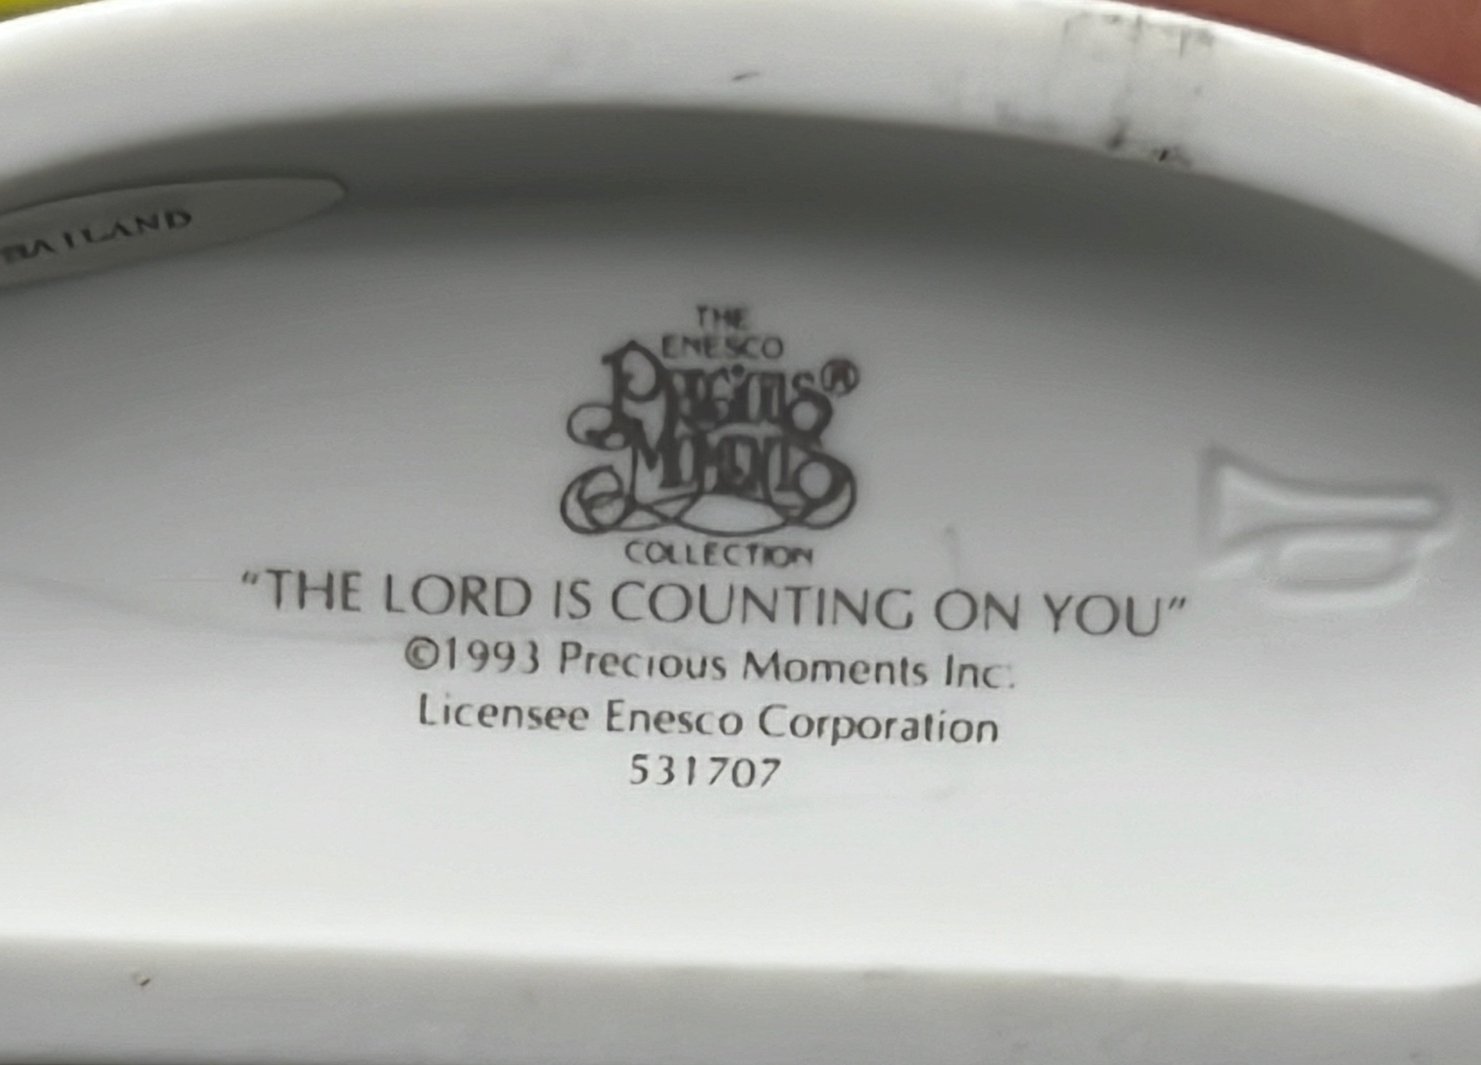 THAILAND
THE
ENESCO
Precious®
Moments
COLLECTION
“THE LORD IS COUNTING ON YOU”
©1993 Precious Moments Inc.
Licensee Enesco Corporation
531707